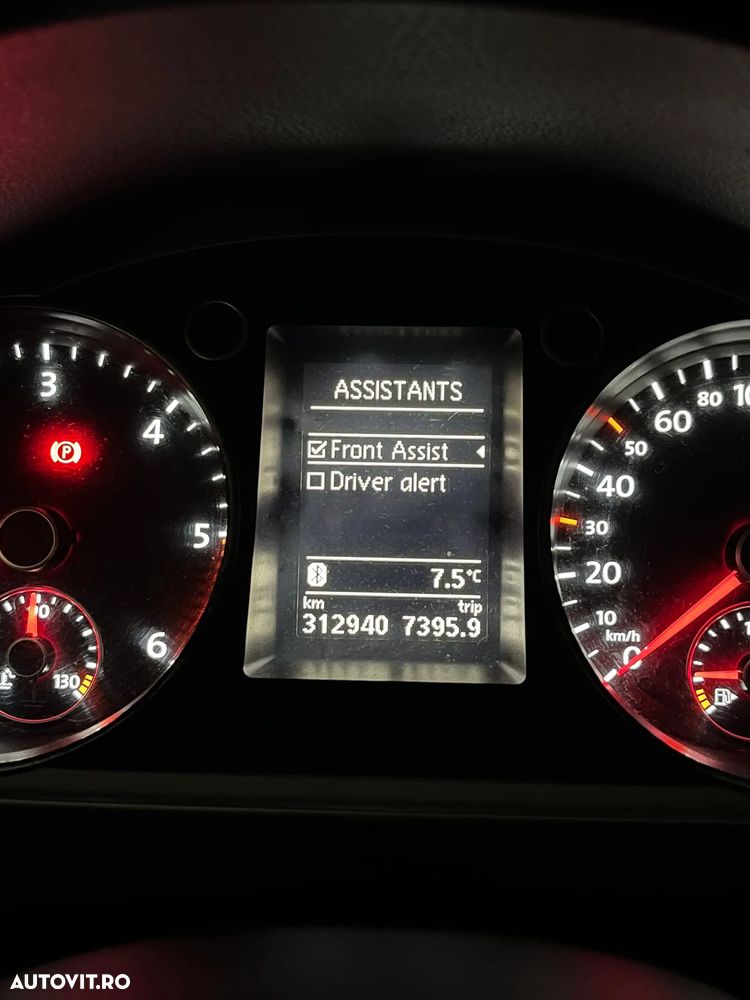 ASSISTANTS
Front Assist
Driver alert
7.5°C
km trip
312940 7395.9
3
4
5
6
P
90
130
0
10
20
30
40
50
60
80
km/h
AUTOVIT.RO